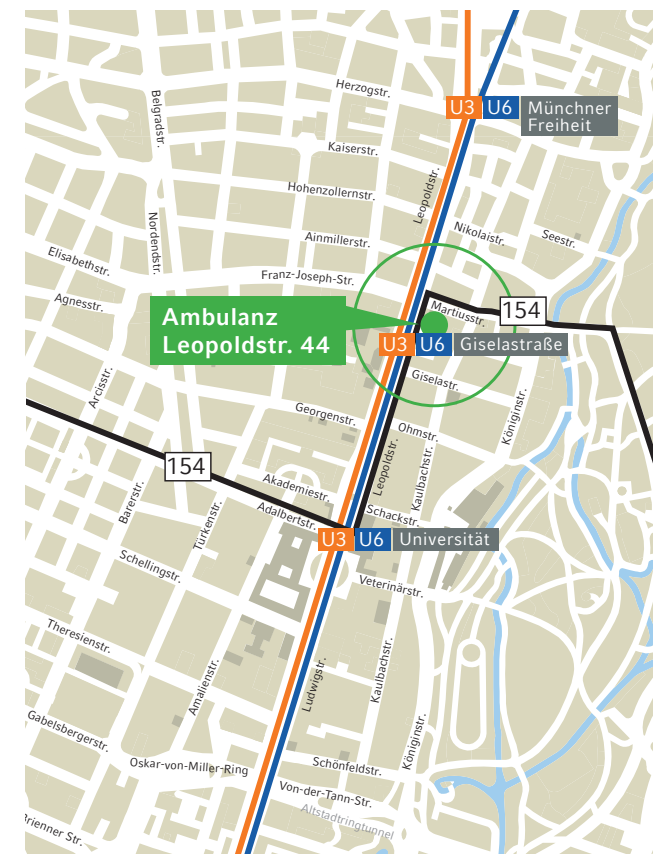 Herzogstr.
Belgradstr.
U3 U6 Münchner
Freiheit
Kaiserstr.
Hohenzollernstr.
Leopoldstr.
Nordendstr.
Nikolaistr.
Seestr.
Ainmillerstr.
Elisabethstr.
Franz-Joseph-Str.
Agnesstr.
Martiusstr.
154
Ambulanz
Leopoldstr. 44
U3 U6 Giselastraße
Arcisstr.
Giselastr.
Königinstr.
Georgenstr.
Ohmstr.
154
Leopoldstr.
Kaulbachstr.
Akademiestr.
Barerstr.
Türkenstr.
Adalbertstr.
Schackstr.
U3 U6 Universität
Schellingstr.
Veterinärstr.
Theresienstr.
Amalienstr.
Ludwigstr.
Kaulbachstr.
Königinstr.
Gabelsbergerstr.
Oskar-von-Miller-Ring
Schönfeldstr.
Von-der-Tann-Str.
Altstadtringtunnel
Brienner Str.